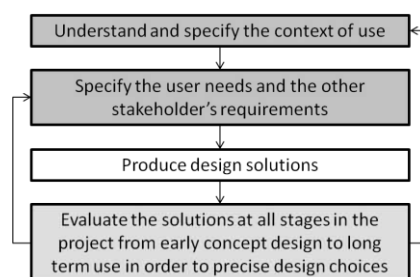 Understand and specify the context of use
Specify the user needs and the other
stakeholder's requirements
Produce design solutions
Evaluate the solutions at all stages in the
project from early concept design to long
term use in order to precise design choices